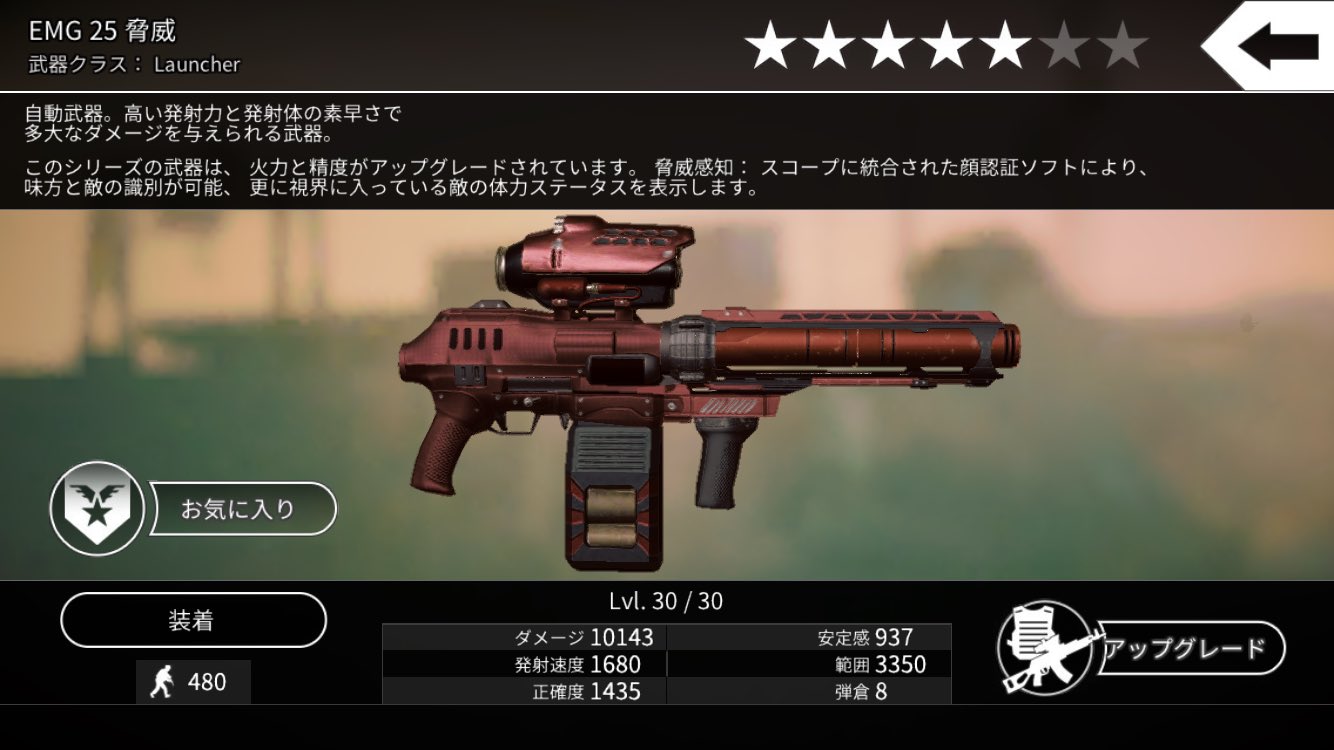 EMG 25 脅威
武器クラス： Launcher
自動武器。高い発射力と発射体の素早さで
多大なダメージを与えられる武器。
このシリーズの武器は、 火力と精度がアップグレードされています。 脅威感知： スコープに統合された顔認証ソフトにより、
味方と敵の識別が可能、 更に視界に入っている敵の体力ステータスを表示します。
お気に入り
装着
480
Lvl. 30 / 30
ダメージ 10143 安定感 937
発射速度 1680 範囲 3350
正確度 1435 弾倉 8
アップグレード